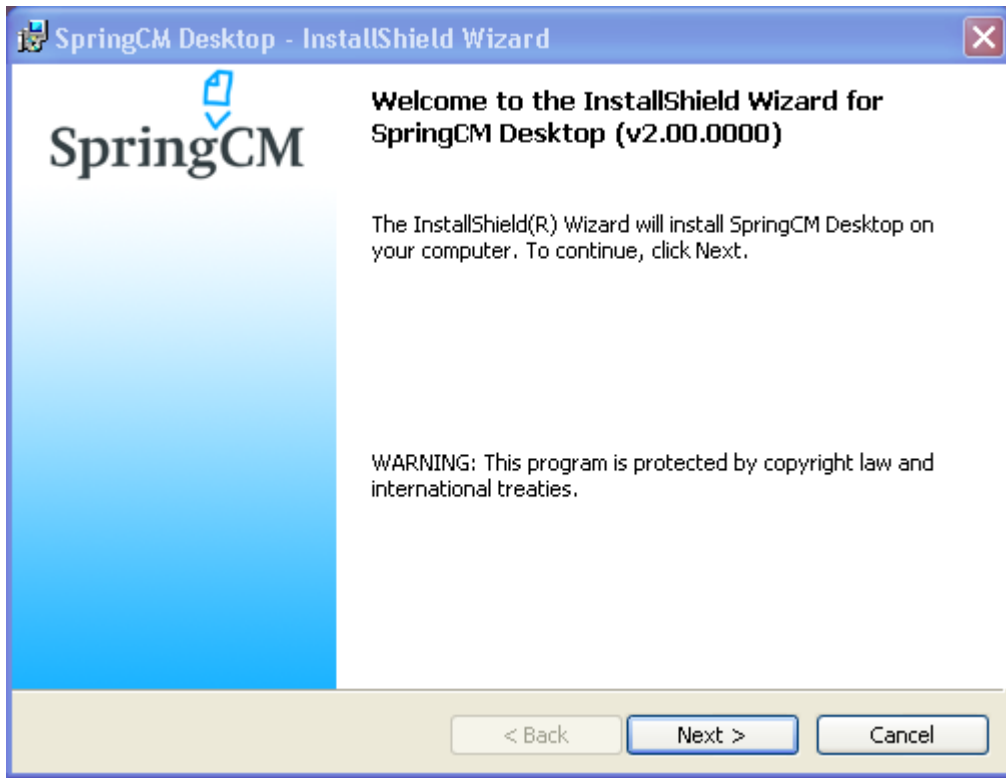 SpringCM Desktop - InstallShield Wizard
SpringCM
Welcome to the InstallShield Wizard for
SpringCM Desktop (v2.00.0000)
The InstallShield(R) Wizard will install SpringCM Desktop on
your computer. To continue, click Next.
WARNING: This program is protected by copyright law and
international treaties.
< Back
Next >
Cancel